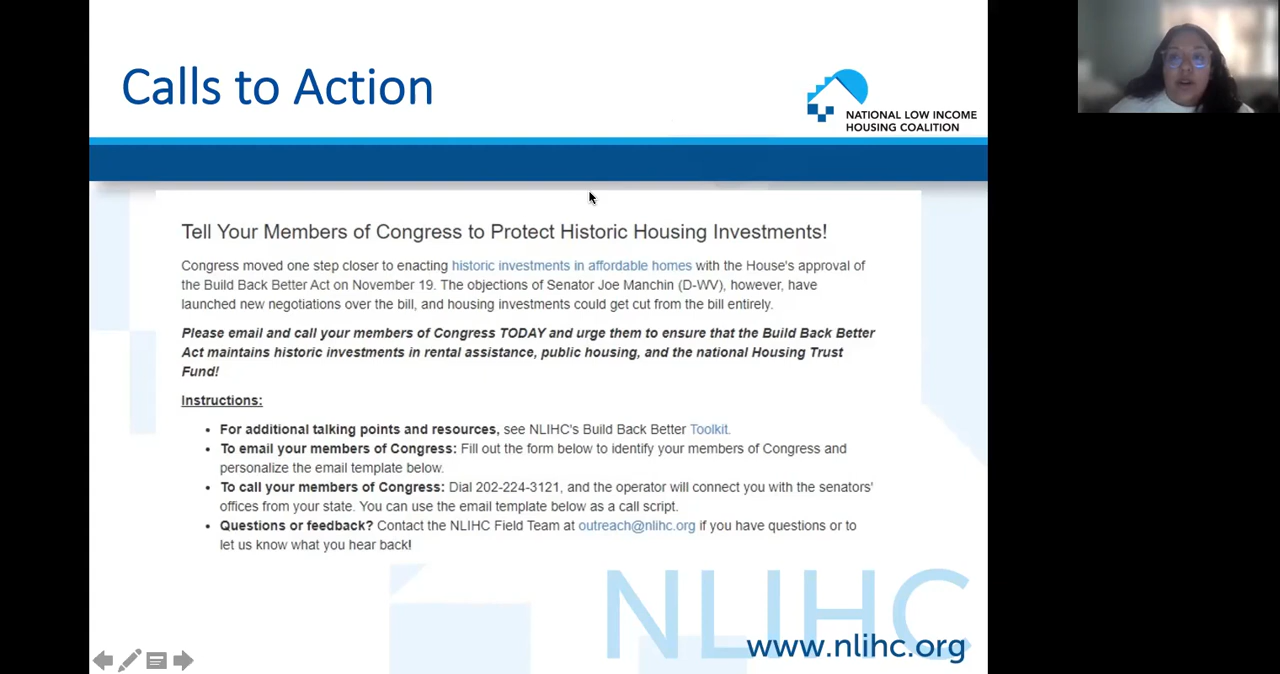 Calls to Action
NATIONAL LOW INCOME
HOUSING COALITION
Tell Your Members of Congress to Protect Historic Housing Investments!
Congress moved one step closer to enacting historic investments in affordable homes with the House's approval of
the Build Back Better Act on November 19. The objections of Senator Joe Manchin (D-WV), however, have
launched new negotiations over the bill, and housing investments could get cut from the bill entirely.
Please email and call your members of Congress TODAY and urge them to ensure that the Build Back Better
Act maintains historic investments in rental assistance, public housing, and the national Housing Trust
Fund!
Instructions:
• For additional talking points and resources, see NLIHC's Build Back Better Toolkit.
• To email your members of Congress: Fill out the form below to identify your members of Congress and
personalize the email template below.
• To call your members of Congress: Dial 202-224-3121, and the operator will connect you with the senators'
offices from your state. You can use the email template below as a call script.
• Questions or feedback? Contact the NLIHC Field Team at outreach@nlihc.org if you have questions or to
let us know what you hear back!
NLIHC
www.nlihc.org